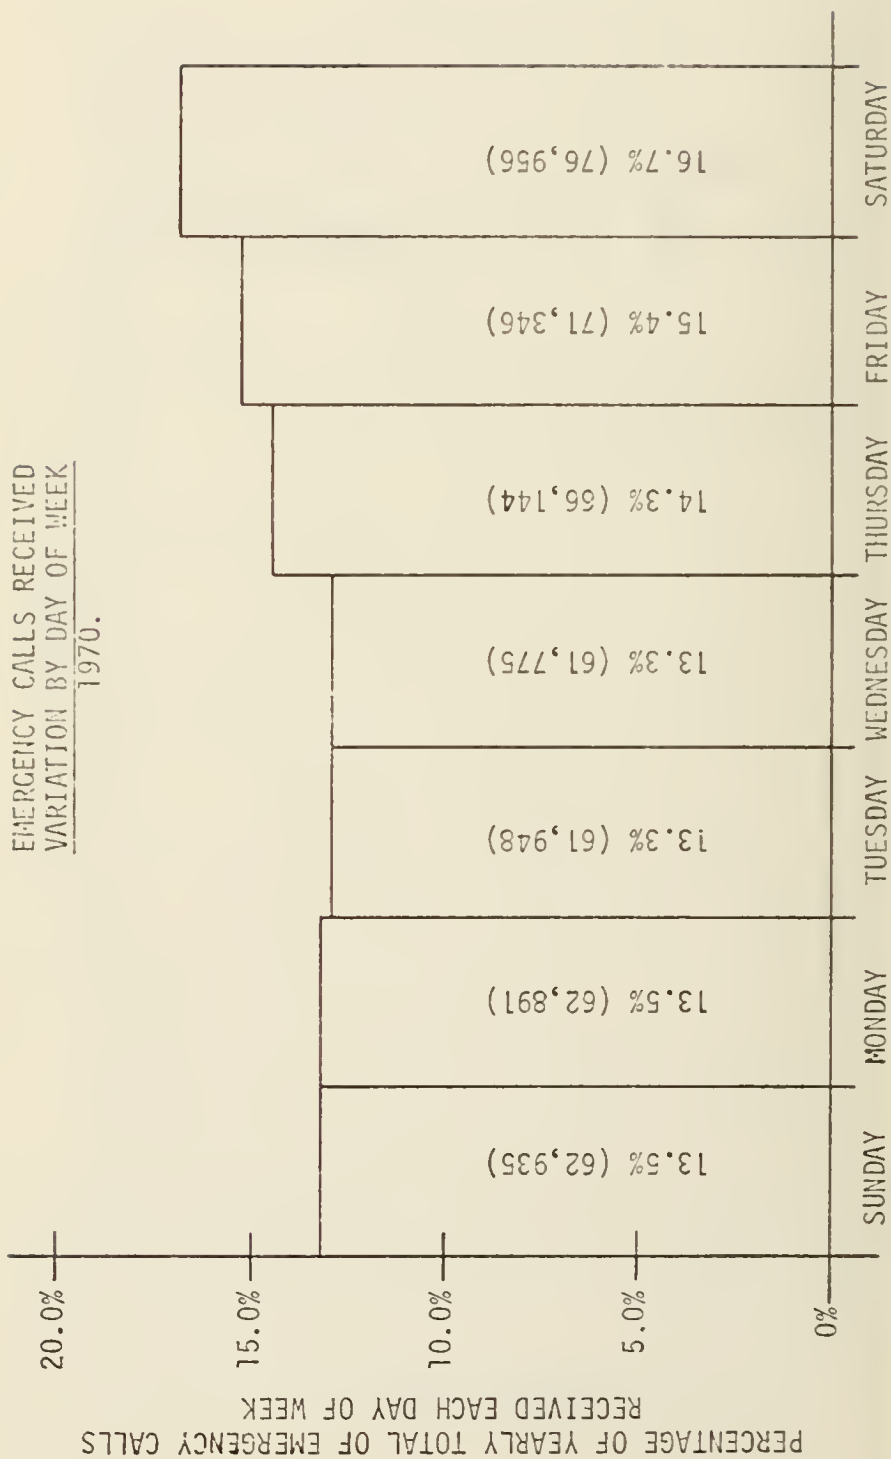 EMERGENCY CALLS RECEIVED
VARIATION BY DAY OF WEEK
1970.
PERCENTAGE OF YEARLY TOTAL OF EMERGENCY CALLS
RECEIVED EACH DAY OF WEEK
20.0%
15.0%
10.0%
5.0%
0%
13.5% (62,935)
13.5% (62,891)
13.3% (61,948)
13.3% (61,775)
14.3% (66,144)
15.4% (71,346)
16.7% (76,956)
SUNDAY
MONDAY
TUESDAY
WEDNESDAY
THURSDAY
FRIDAY
SATURDAY